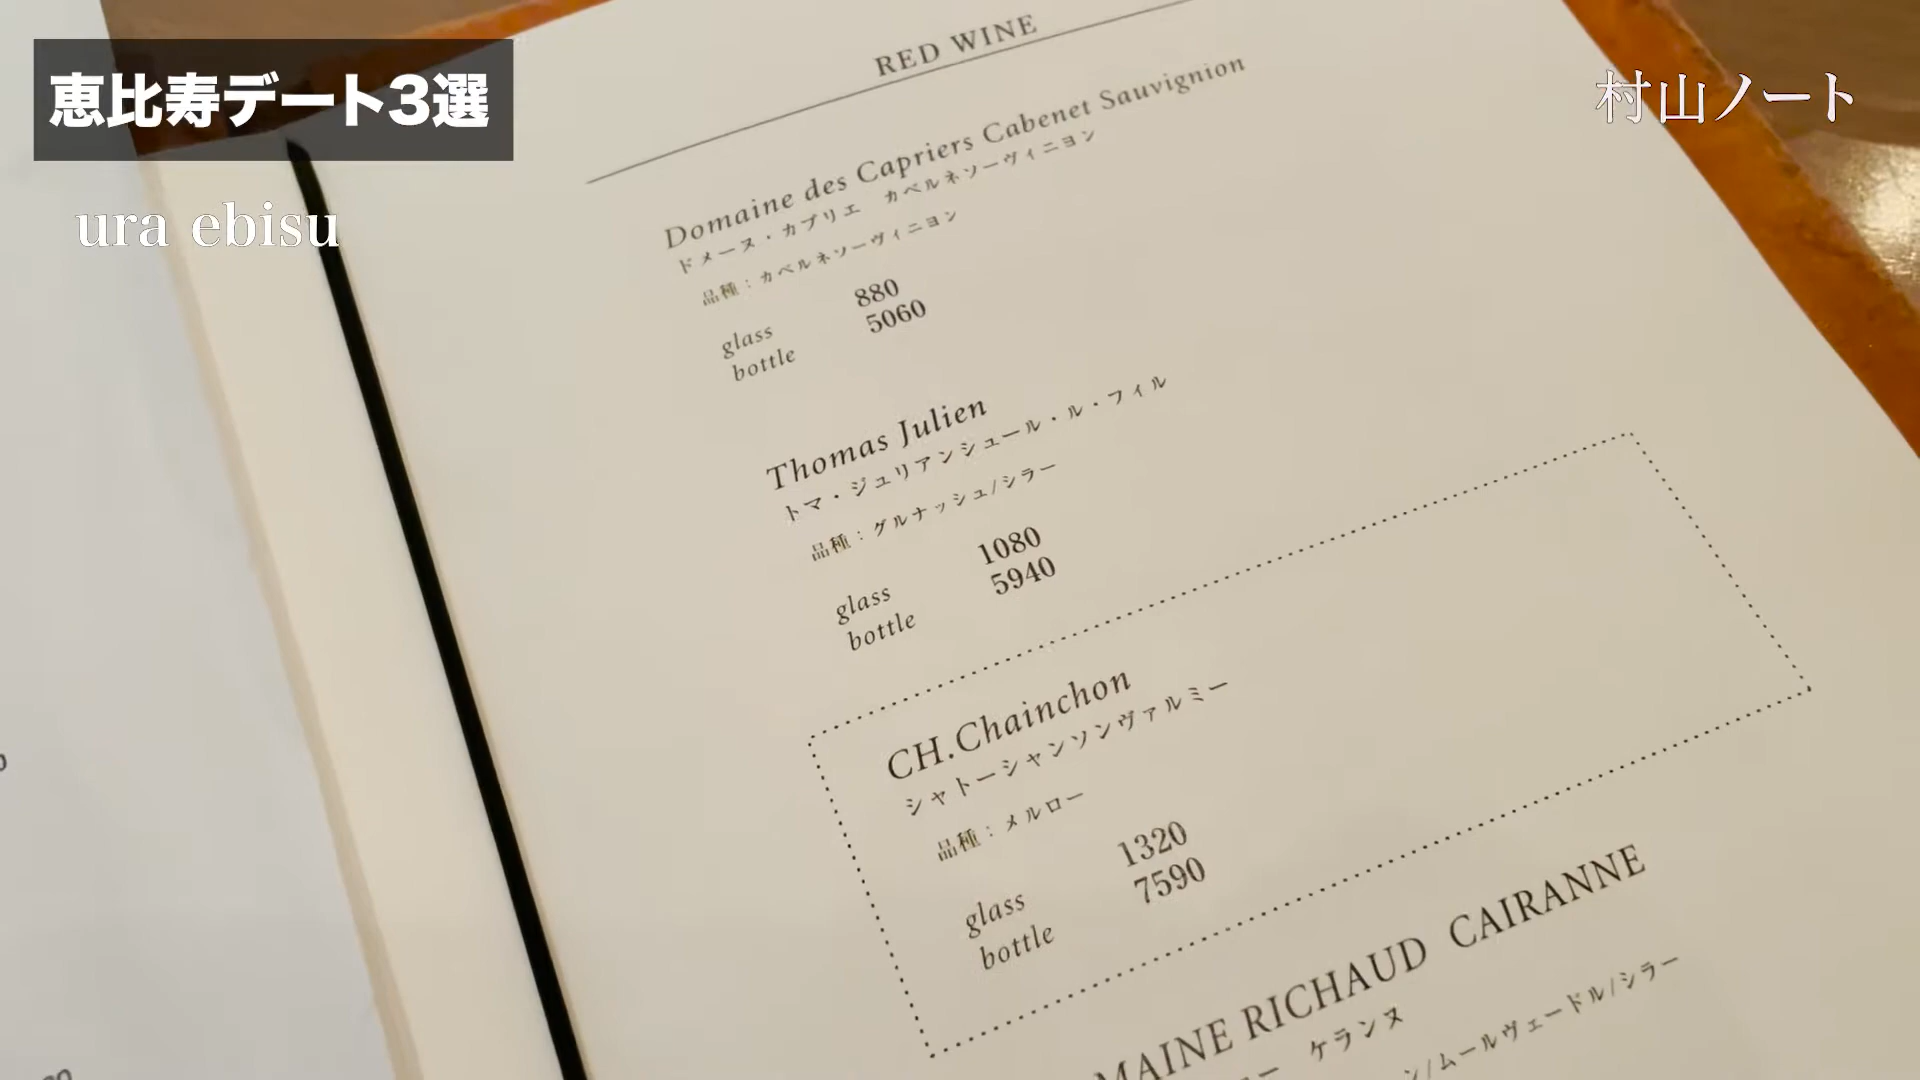 恵比寿デート3選
村山ノート
ura ebisu
RED WINE
Domaine des Capriers Cabenet Sauvignion
ドメーヌ・カプリエ カベルネソーヴィニヨン
品種：カベルネソーヴィニヨン
glass 880
bottle 5060
Thomas Julien
トマ・ジュリアンシュール・ル・フィル
品種：グルナッシュ/シラー
glass 1080
bottle 5940
CH.Chainchon
シャトーシャンソンヴァルミー
品種：メルロー
glass 1320
bottle 7590
MAINE RICHAUD CAIRANNE
ケランヌ
ン/ムールヴェードル/シラー